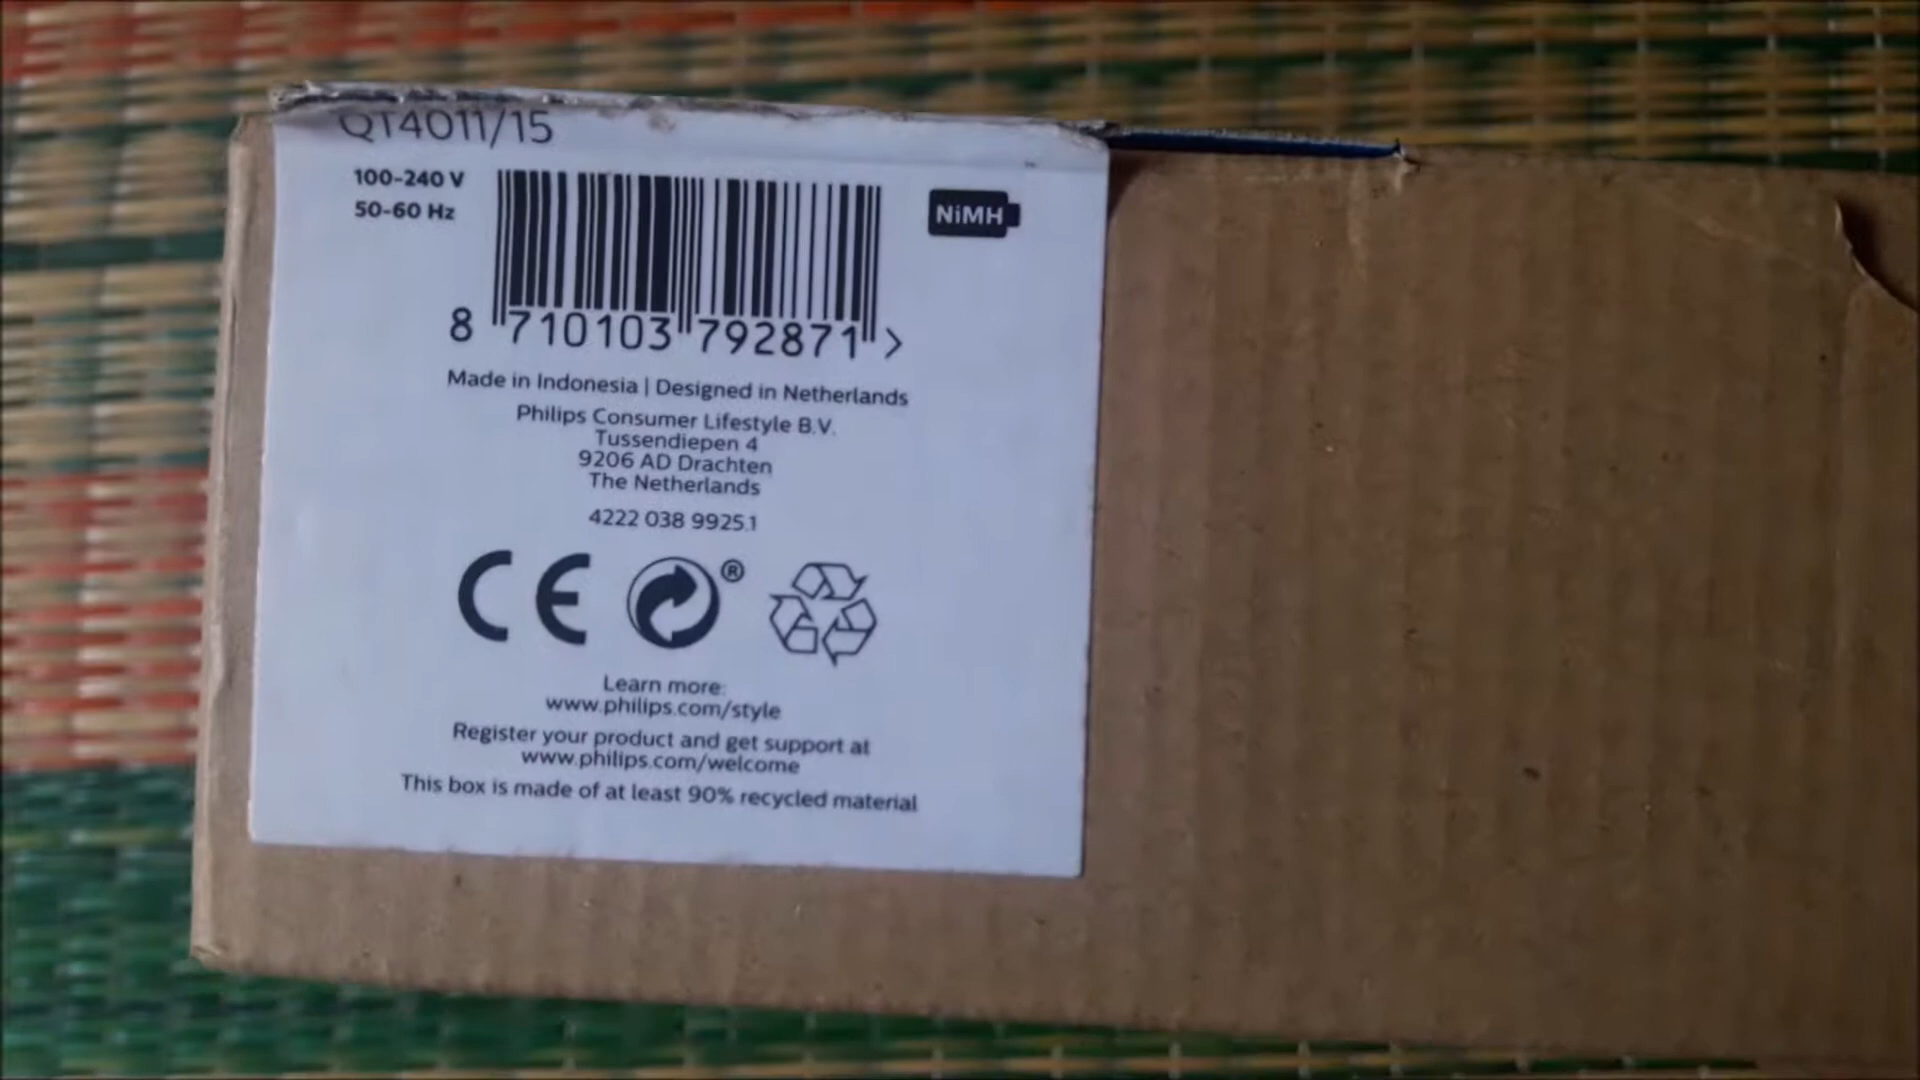 QT4011/15
100-240 V
50-60 Hz
NiMH
8 710103 792871 >
Made in Indonesia | Designed in Netherlands
Philips Consumer Lifestyle B.V.
Tussendiepen 4
9206 AD Drachten
The Netherlands
4222 038 9925.1
CE ®
Learn more:
www.philips.com/style
Register your product and get support at
www.philips.com/welcome
This box is made of at least 90% recycled material